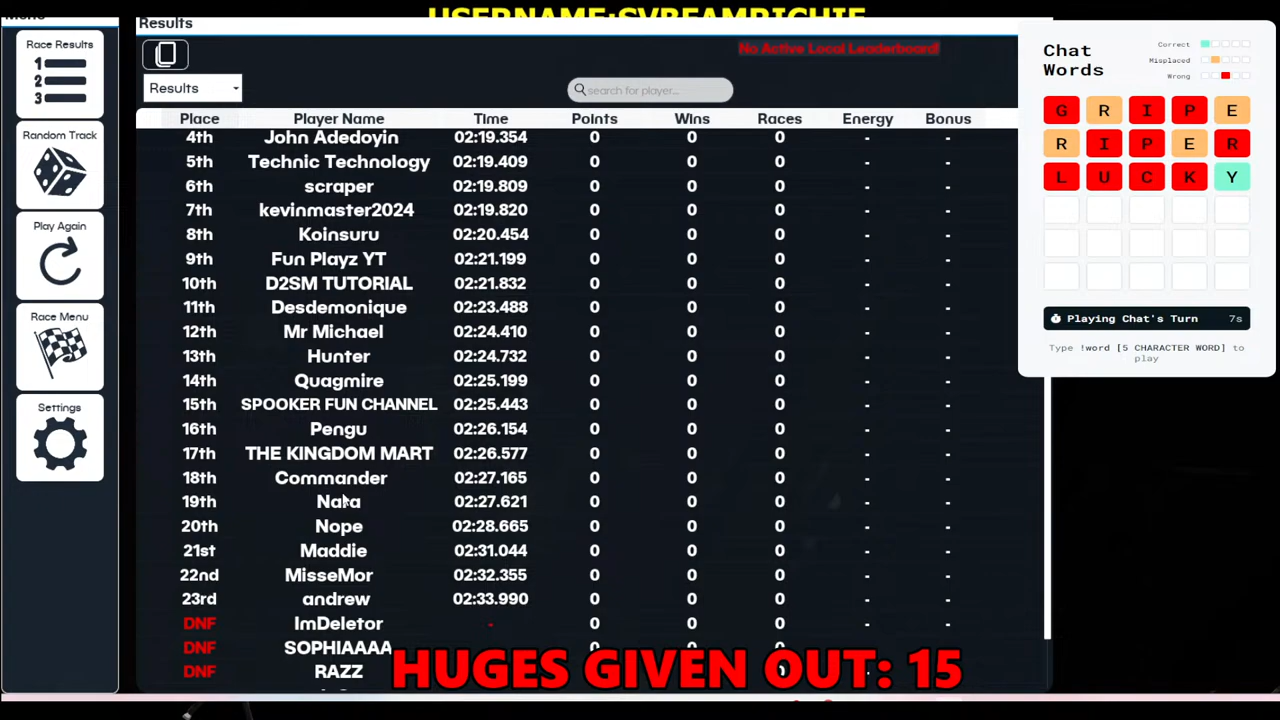 USERNAME:SVBEAMRICHIE
Menu
Race Results
1
2
3
Random Track
Play Again
Race Menu
Settings
Results
No Active Local Leaderboard!
Results
search for player...
Place Player Name Time Points Wins Races Energy Bonus
4th John Adedoyin 02:19.354 0 0 0 - -
5th Technic Technology 02:19.409 0 0 0 - -
6th scraper 02:19.809 0 0 0 - -
7th kevinmaster2024 02:19.820 0 0 0 - -
8th Koinsuru 02:20.454 0 0 0 - -
9th Fun Playz YT 02:21.199 0 0 0 - -
10th D2SM TUTORIAL 02:21.832 0 0 0 - -
11th Desdemonique 02:23.488 0 0 0 - -
12th Mr Michael 02:24.410 0 0 0 - -
13th Hunter 02:24.732 0 0 0 - -
14th Quagmire 02:25.199 0 0 0 - -
15th SPOOKER FUN CHANNEL 02:25.443 0 0 0 - -
16th Pengu 02:26.154 0 0 0 - -
17th THE KINGDOM MART 02:26.577 0 0 0 - -
18th Commander 02:27.165 0 0 0 - -
19th 02:27.621 0 0 0 - -
20th Nope 02:28.665 0 0 0 - -
21st Maddie 02:31.044 0 0 0 - -
22nd MisseMor 02:32.355 0 0 0 - -
23rd andrew 02:33.990 0 0 0 - -
DNF ImDeletor - 0 0 0 - -
DNF SOPHIAAAA 0 0 0 - -
DNF RAZZ
HUGES GIVEN OUT: 15
Chat
Words
Correct
Misplaced
Wrong
G R I P E
R I P E R
L U C K Y
Playing Chat's Turn 7s
Type !word [5 CHARACTER WORD] to
play